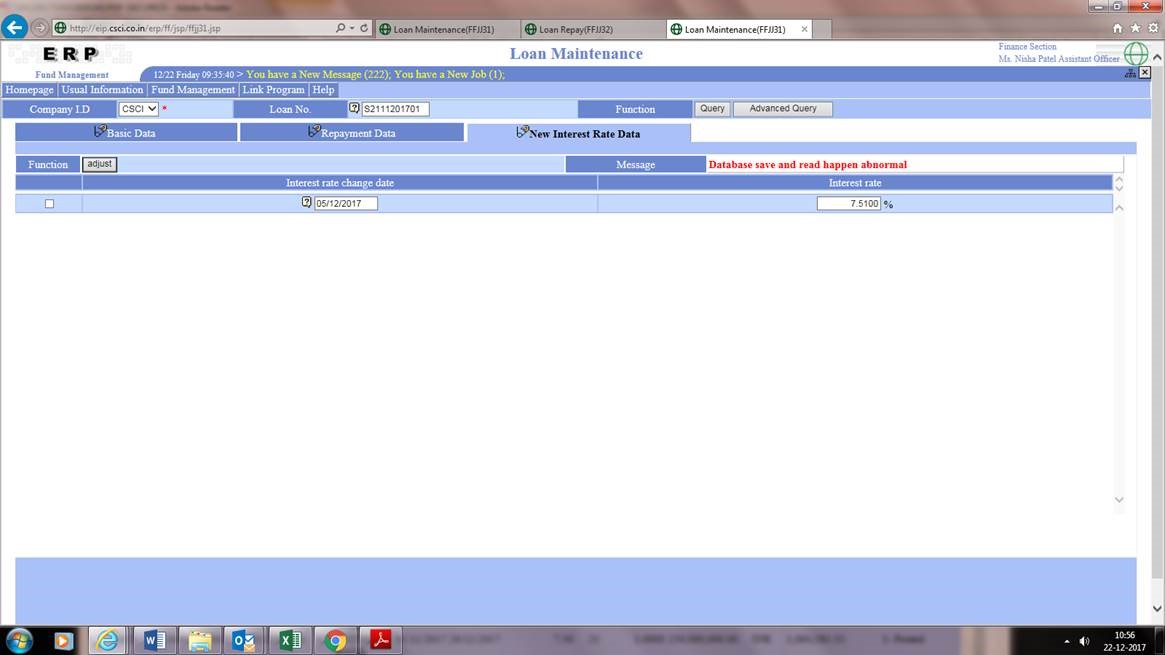 http://eip.csci.co.in/erp/ff/jsp/ffjj31.jsp
Loan Maintenance(FFJJ31)
Loan Repay(FFJJ32)
Loan Maintenance(FFJJ31)
ERP
Fund Management
Loan Maintenance
Finance Section
Ms. Nisha Patel Assistant Officer
12/22 Friday 09:35:40 > You have a New Message (222); You have a New Job (1);
Homepage Usual Information Fund Management Link Program Help
Company I.D CSCI * Loan No. S2111201701 Function Query Advanced Query
Basic Data Repayment Data New Interest Rate Data
Function adjust Message Database save and read happen abnormal
Interest rate change date Interest rate
05/12/2017 7.5100 %
10:56
22-12-2017